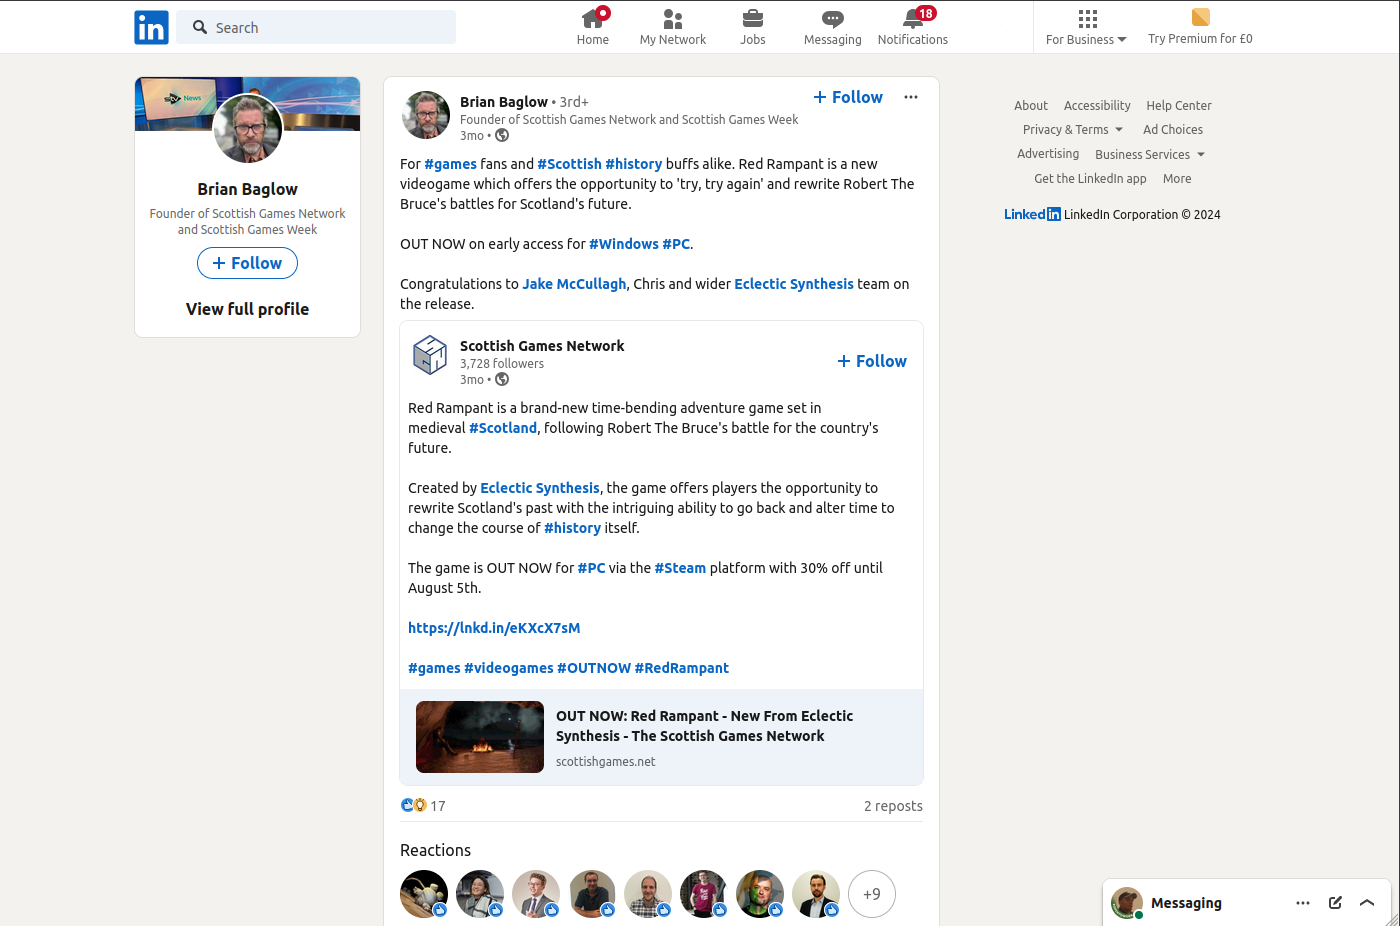 in
Search
Home
My Network
Jobs
Messaging
18
Notifications
For Business
Try Premium for £0
News
Brian Baglow
Founder of Scottish Games Network
and Scottish Games Week
+ Follow
View full profile
Brian Baglow • 3rd+
Founder of Scottish Games Network and Scottish Games Week
3mo •
+ Follow
For #games fans and #Scottish #history buffs alike. Red Rampant is a new
videogame which offers the opportunity to 'try, try again' and rewrite Robert The
Bruce's battles for Scotland's future.
OUT NOW on early access for #Windows #PC.
Congratulations to Jake McCullagh, Chris and wider Eclectic Synthesis team on
the release.
Scottish Games Network
3,728 followers
3mo •
+ Follow
Red Rampant is a brand-new time-bending adventure game set in
medieval #Scotland, following Robert The Bruce's battle for the country's
future.
Created by Eclectic Synthesis, the game offers players the opportunity to
rewrite Scotland's past with the intriguing ability to go back and alter time to
change the course of #history itself.
The game is OUT NOW for #PC via the #Steam platform with 30% off until
August 5th.
https://lnkd.in/eKXcX7sM
#games #videogames #OUTNOW #RedRampant
OUT NOW: Red Rampant - New From Eclectic
Synthesis - The Scottish Games Network
scottishgames.net
17
2 reposts
Reactions
+9
About Accessibility Help Center
Privacy & Terms Ad Choices
Advertising Business Services
Get the LinkedIn app More
LinkedIn LinkedIn Corporation © 2024
Messaging